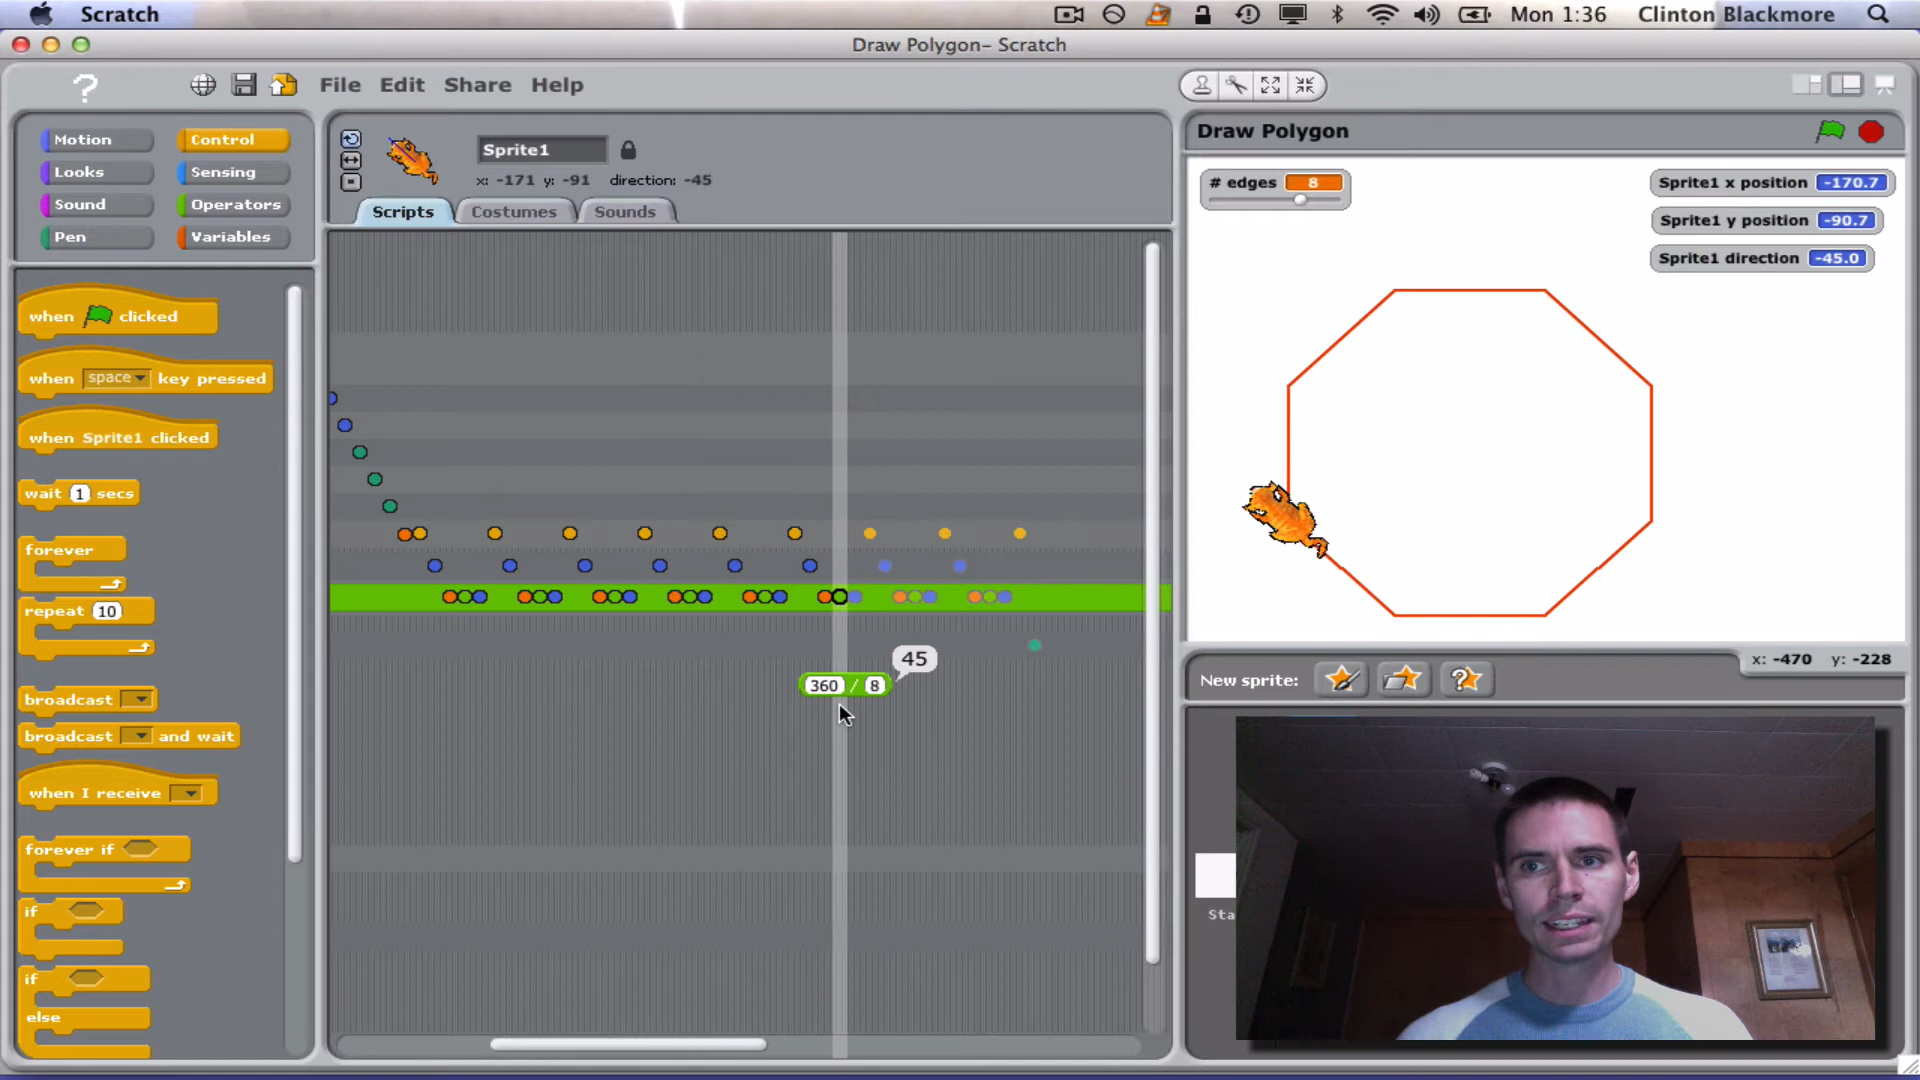 Scratch
Mon 1:36
Clinton Blackmore
Draw Polygon- Scratch
?
File
Edit
Share
Help
Motion
Control
Looks
Sensing
Sound
Operators
Pen
Variables
Sprite1
x: -171 y: -91 direction: -45
Scripts
Costumes
Sounds
when clicked
when space key pressed
when Sprite1 clicked
wait 1 secs
forever
repeat 10
broadcast
broadcast and wait
when I receive
forever if
if
if
else
45
360 / 8
Draw Polygon
# edges 8
Sprite1 x position -170.7
Sprite1 y position -90.7
Sprite1 direction -45.0
x: -470 y: -228
New sprite:
Sta